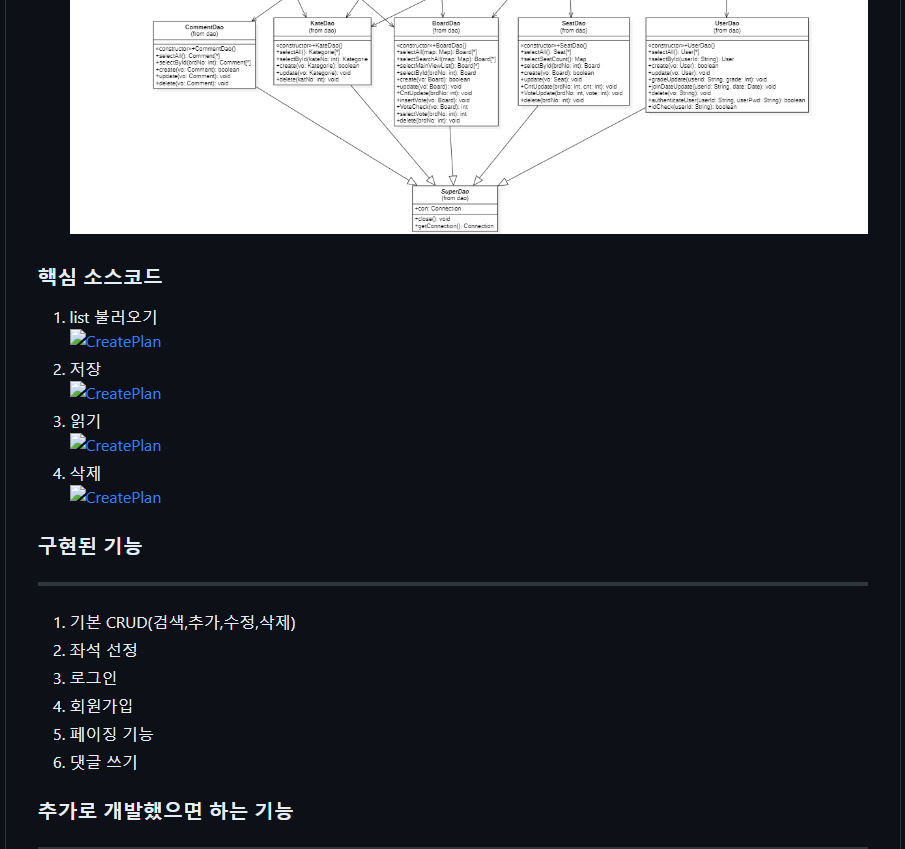 CommentDao
(from dao)
«constructor»+CommentDao()
+selectAll(): Comment[*]
+selectById(brdNo: int): Comment[*]
+create(vo: Comment): boolean
+update(vo: Comment): void
+delete(vo: Comment): void
KateDao
(from dao)
«constructor»+KateDao()
+selectAll(): Kategorie[*]
+selectById(kateNo: int): Kategorie
+create(vo: Kategorie): boolean
+update(vo: Kategorie): void
+delete(katNo: int): void
BoardDao
(from dao)
«constructor»+BoardDao()
+selectAll(map: Map): Board[*]
+selectSearchAll(map: Map): Board[*]
+selectMainViewList(): Board[*]
+selectById(brdNo: int): Board
+create(vo: Board): boolean
+update(vo: Board): void
+CntUpdate(brdNo: int): void
+insertVote(vo: Board): void
+VoteCheck(vo: Board): int
+selectVote(brdNo: int): int
+delete(brdNo: int): void
SeatDao
(from dao)
«constructor»+SeatDao()
+selectAll(): Seat[*]
+selectSeatCount(): Map
+selectById(brdNo: int): Board
+create(vo: Board): boolean
+update(vo: Seat): void
+CntUpdate(brdNo: int, cnt: int): void
+VoteUpdate(brdNo: int, vote: int): void
+delete(brdNo: int): void
UserDao
(from dao)
«constructor»+UserDao()
+selectAll(): User[*]
+selectById(userId: String): User
+create(vo: User): boolean
+update(vo: User): void
+gradeUpdate(userId: String, grade: int): void
+joinDateUpdate(userId: String, date: Date): void
+delete(vo: String): void
+authenticateUser(userId: String, userPwd: String): boolean
+idCheck(userId: String): boolean
SuperDao
(from dao)
+con: Connection
+close(): void
+getConnection(): Connection
핵심 소스코드
1. list 불러오기
CreatePlan
2. 저장
CreatePlan
3. 읽기
CreatePlan
4. 삭제
CreatePlan
구현된 기능
1. 기본 CRUD(검색,추가,수정,삭제)
2. 좌석 선정
3. 로그인
4. 회원가입
5. 페이징 기능
6. 댓글 쓰기
추가로 개발했으면 하는 기능